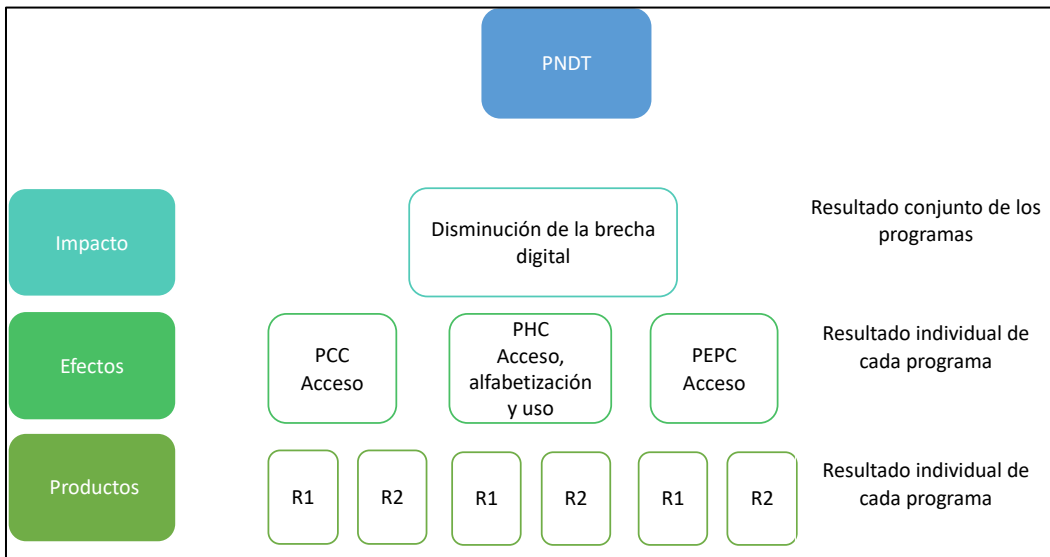 PNDT
Impacto
Disminución de la brecha
digital
Resultado conjunto de los
programas
Efectos
PCC
Acceso
PHC
Acceso,
alfabetización
y uso
PEPC
Acceso
Resultado individual de
cada programa
Productos
R1
R2
R1
R2
R1
R2
Resultado individual de
cada programa